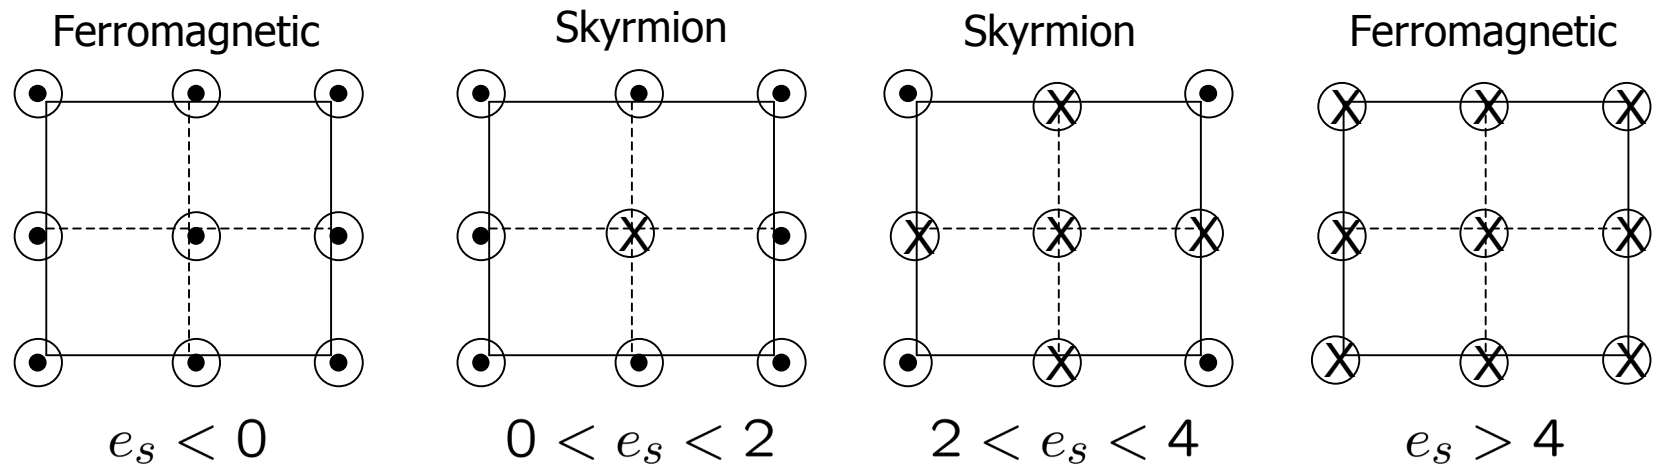 Ferromagnetic
Skyrmion
Skyrmion
Ferromagnetic
X
X
X X X
X
X X X
X X X
X X X
e_s < 0
0 < e_s < 2
2 < e_s < 4
e_s > 4